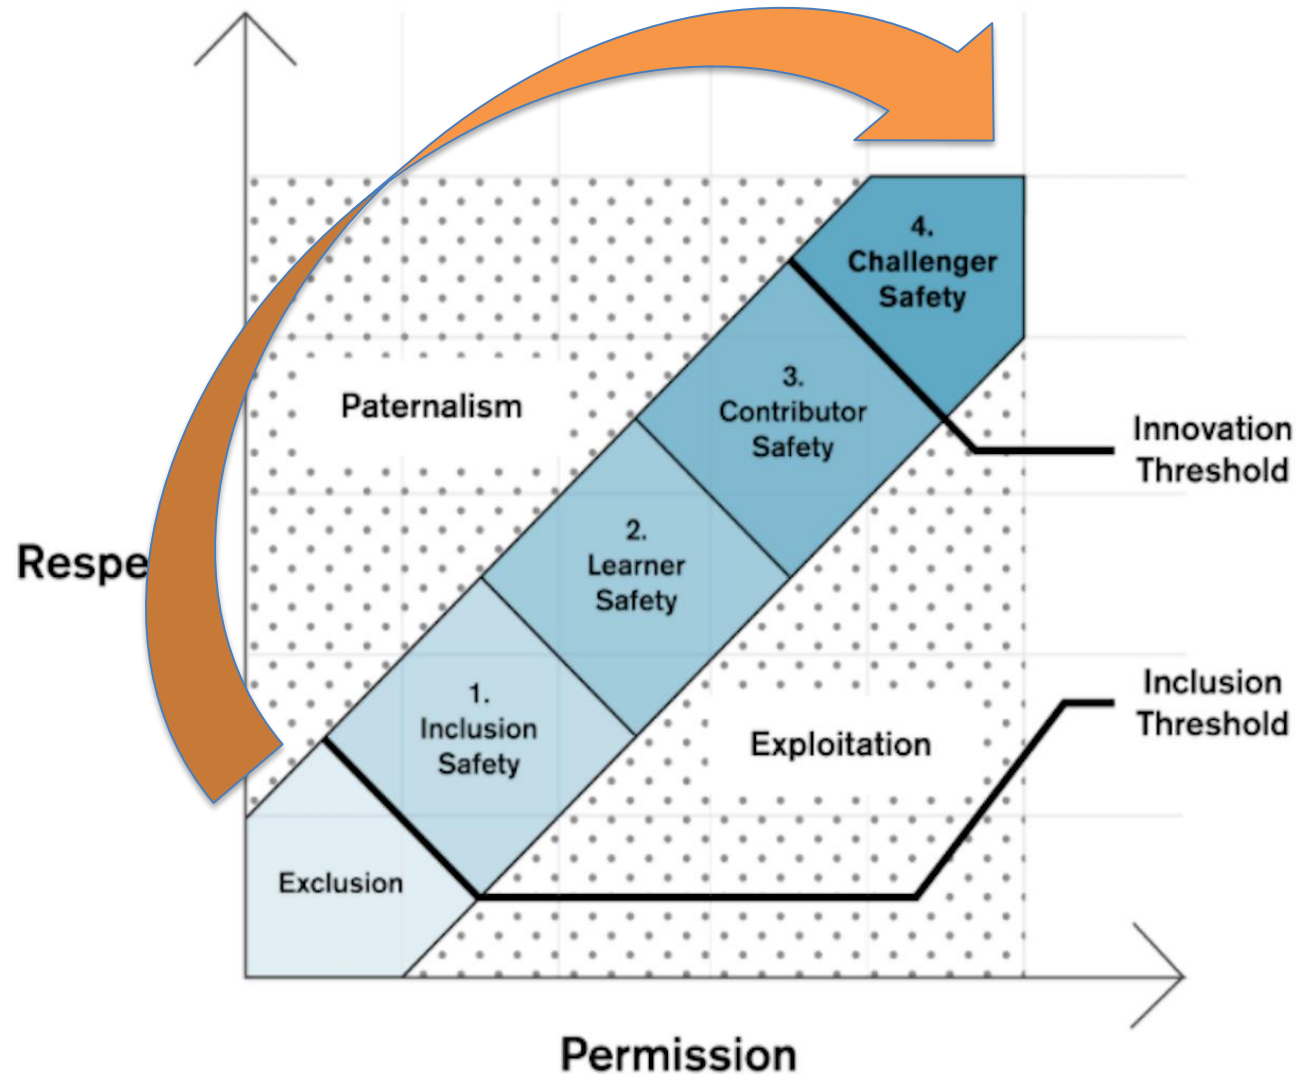 4.
Challenger
Safety
3.
Contributor
Safety
Paternalism
Innovation
Threshold
2.
Learner
Safety
Respe
1.
Inclusion
Safety
Inclusion
Threshold
Exploitation
Exclusion
Permission